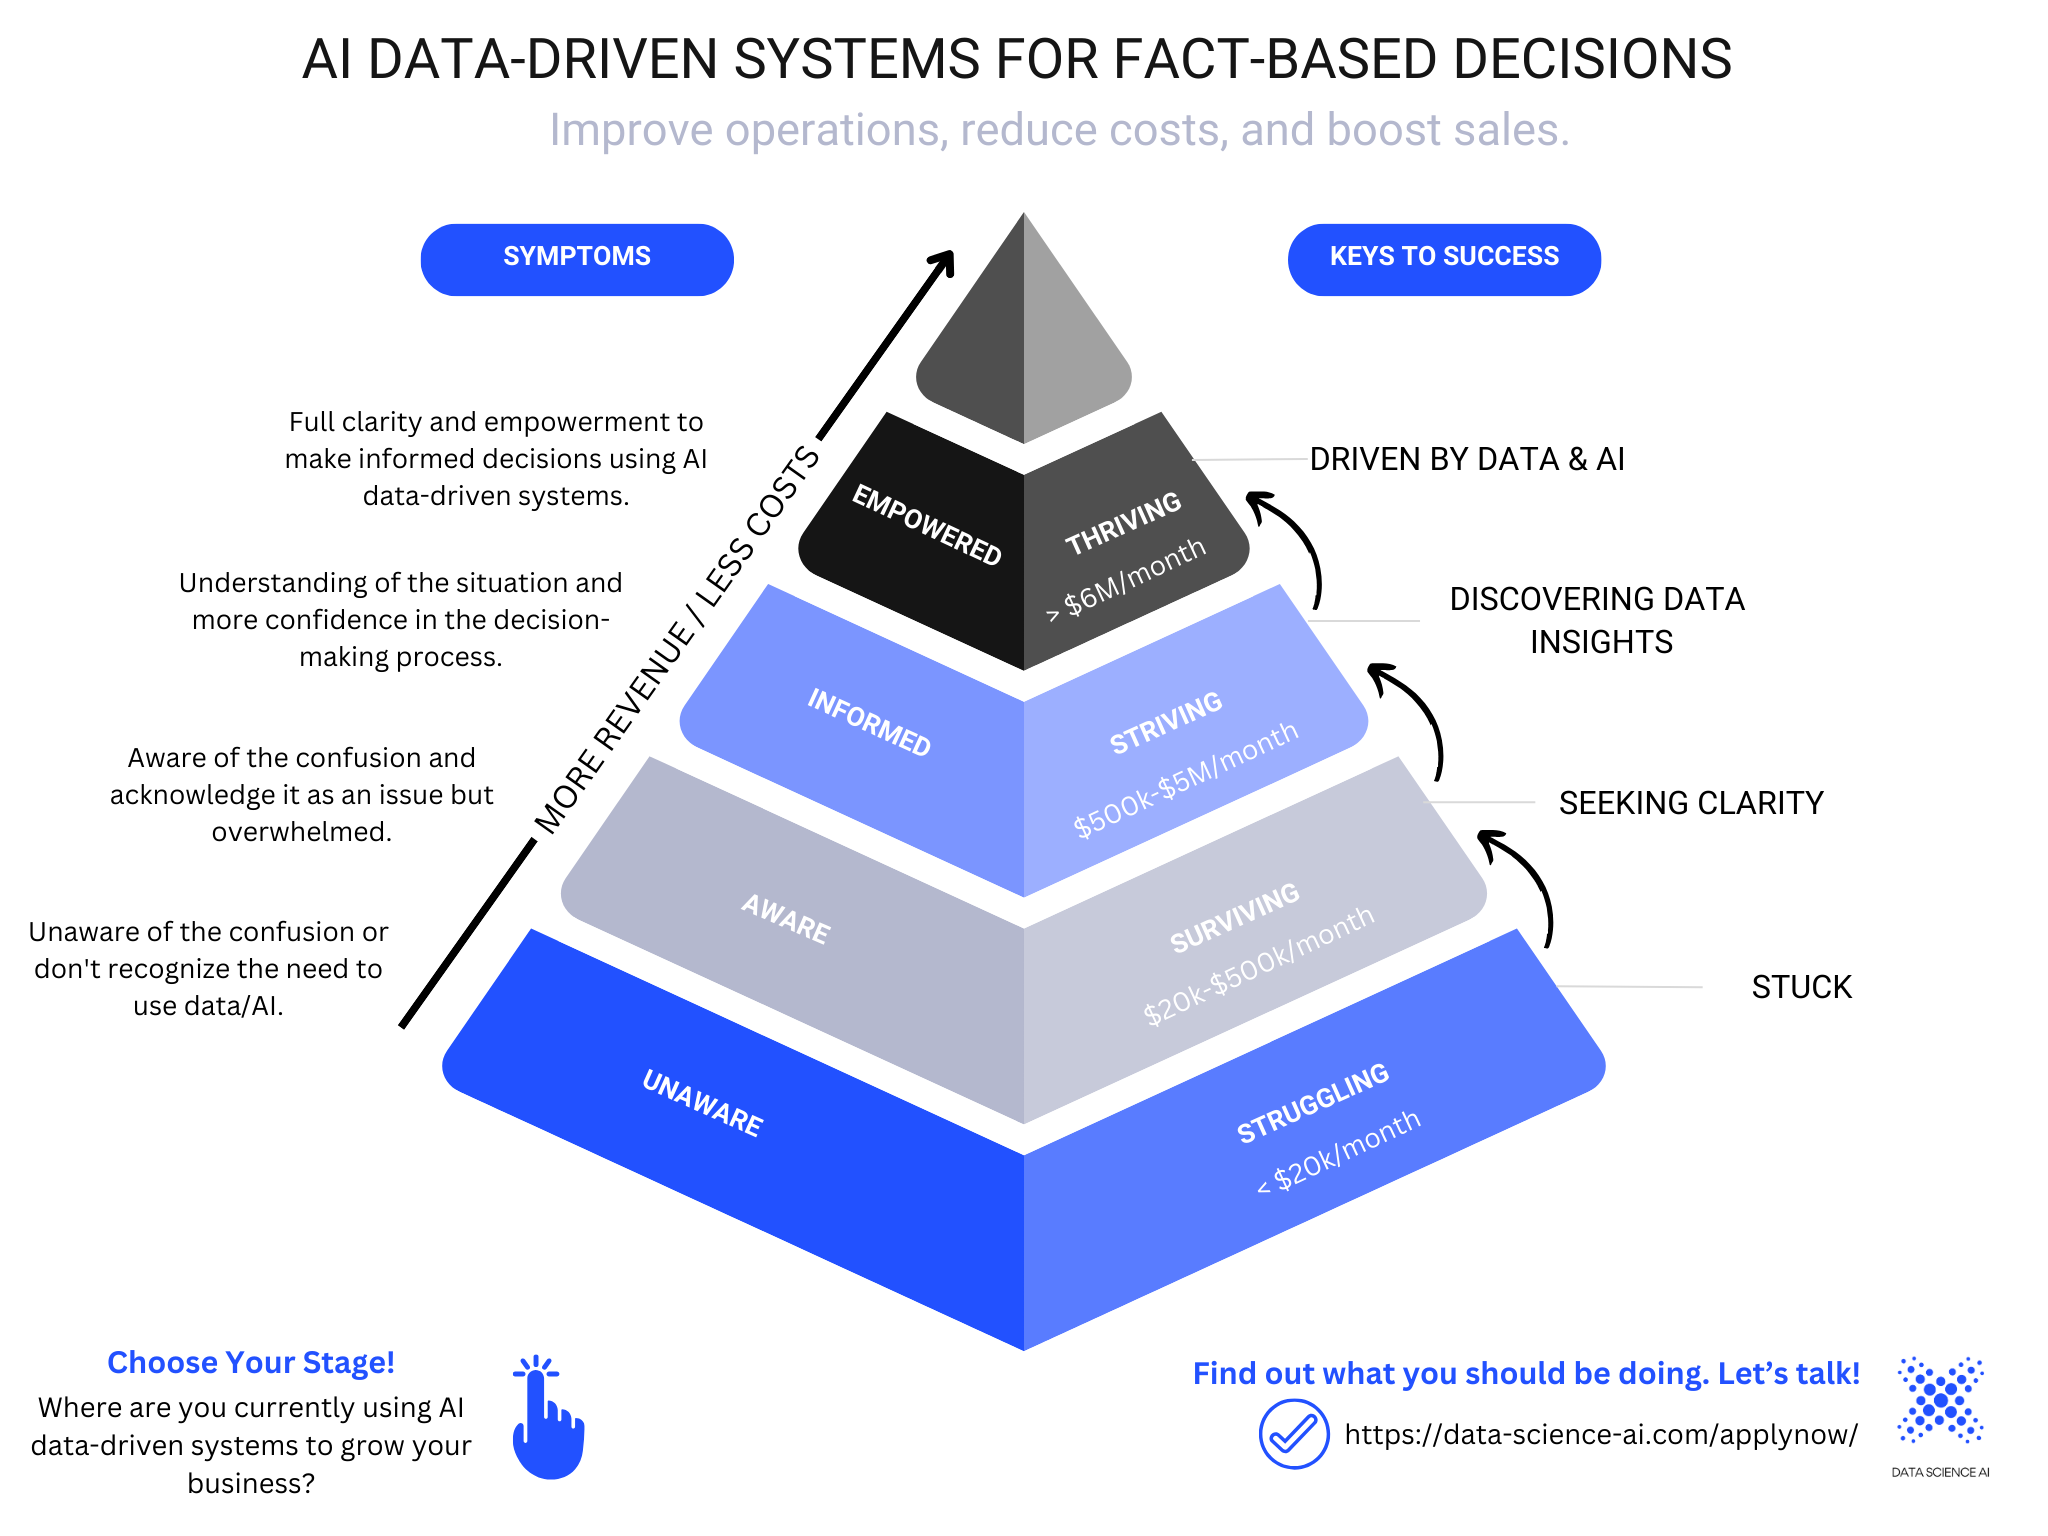 AI DATA-DRIVEN SYSTEMS FOR FACT-BASED DECISIONS
Improve operations, reduce costs, and boost sales.
SYMPTOMS
KEYS TO SUCCESS
MORE REVENUE / LESS COSTS
Full clarity and empowerment to
make informed decisions using AI
data-driven systems.
EMPOWERED
THRIVING
> $6M/month
DRIVEN BY DATA & AI
Understanding of the situation and
more confidence in the decision-
making process.
INFORMED
STRIVING
$500k-$5M/month
DISCOVERING DATA
INSIGHTS
Aware of the confusion and
acknowledge it as an issue but
overwhelmed.
AWARE
SURVIVING
$20k-$500k/month
SEEKING CLARITY
Unaware of the confusion or
don't recognize the need to
use data/AI.
UNAWARE
STRUGGLING
< $20k/month
STUCK
Choose Your Stage!
Where are you currently using AI
data-driven systems to grow your
business?
Find out what you should be doing. Let’s talk!
https://data-science-ai.com/applynow/
DATA SCIENCE AI